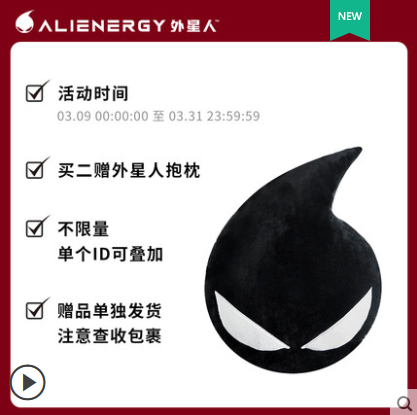 ALIENERGY 外星人™
NEW
活动时间
03.09 00:00:00 至 03.31 23:59:59
买二赠外星人抱枕
不限量
单个ID可叠加
赠品单独发货
注意查收包裹